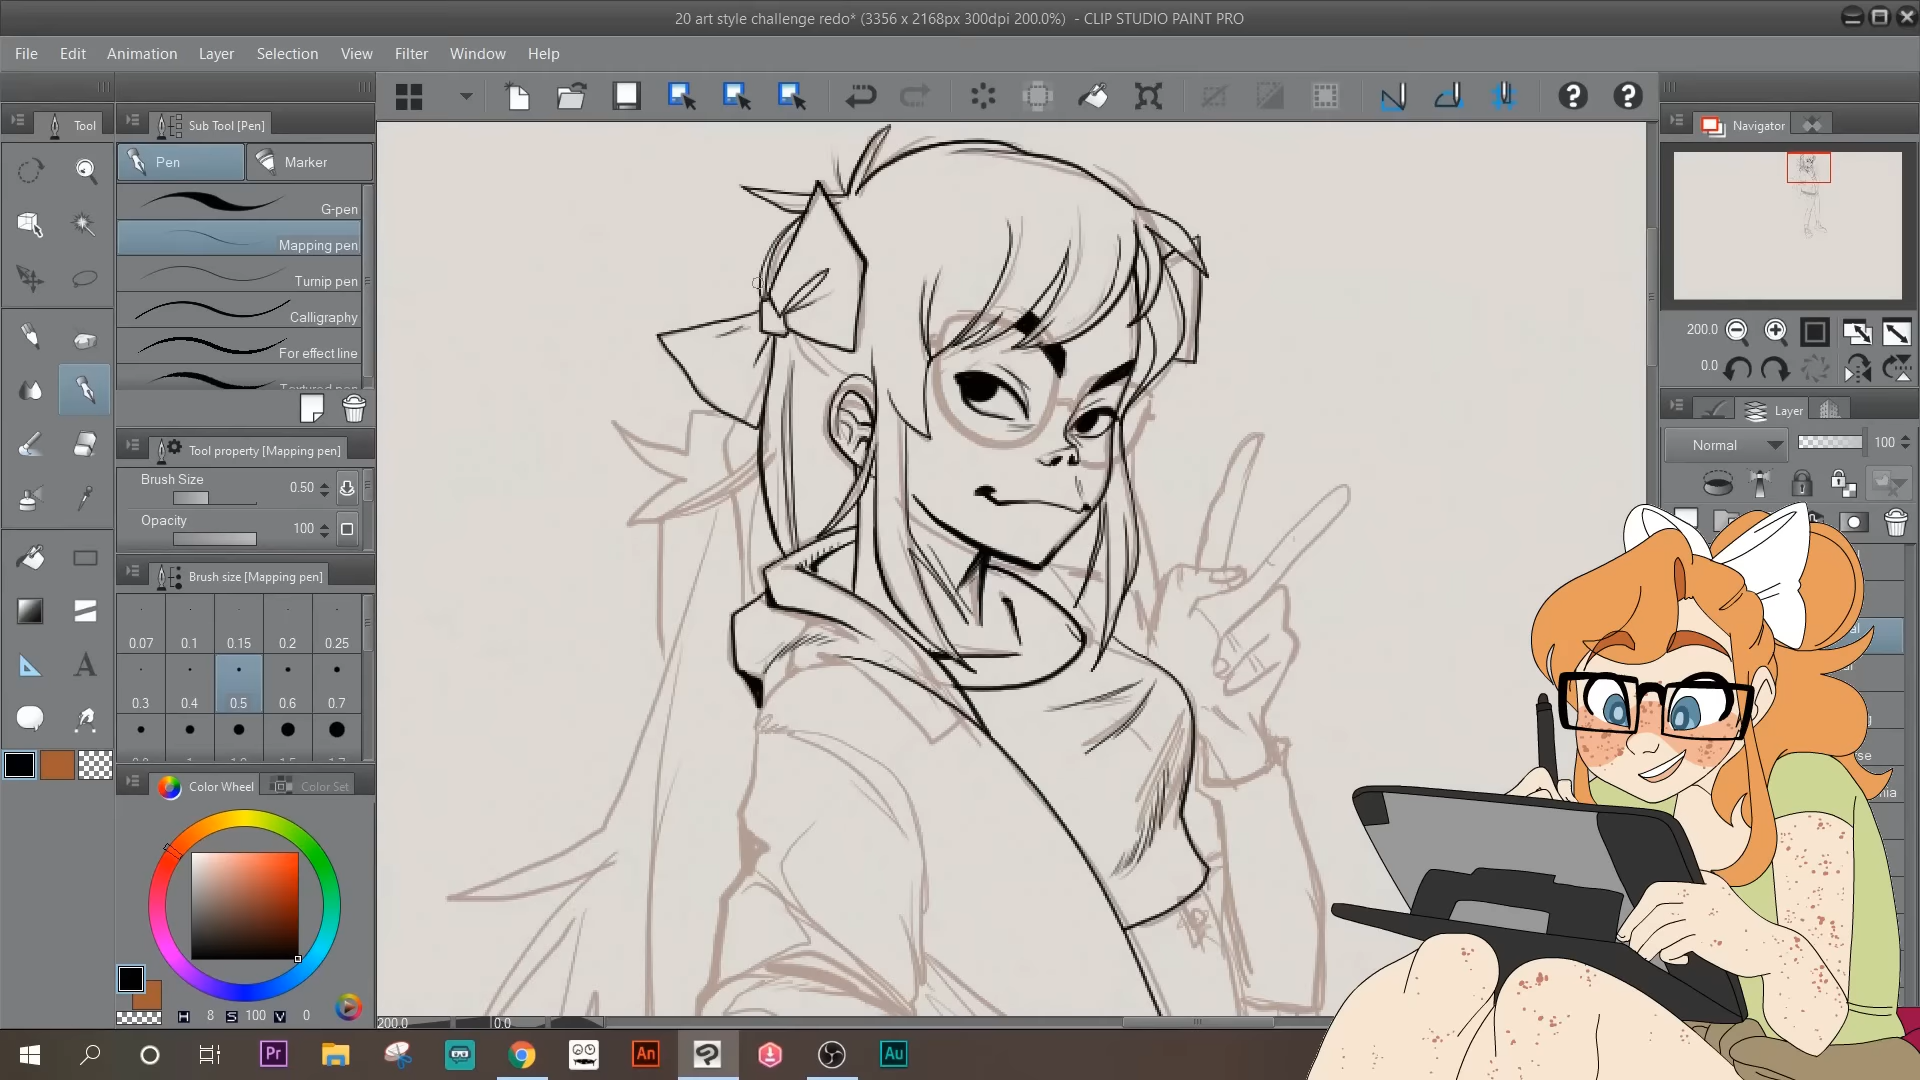 20 art style challenge redo* (3356 x 2168px 300dpi 200.0%) - CLIP STUDIO PAINT PRO
File Edit Animation Layer Selection View Filter Window Help
Tool
Sub Tool [Pen]
Navigator
Pen
Marker
G-pen
Mapping pen
Turnip pen
Calligraphy
For effect line
Textured pen
200.0
0.0
Layer
Normal
100
Tool property [Mapping pen]
Brush Size
0.50
Opacity
100
Brush size [Mapping pen]
0.07 0.1 0.15 0.2 0.25
0.3 0.4 0.5 0.6 0.7
Color Wheel
Color Set
H 8 S 100 V 0
200.0
0.0
Pr
An
Au